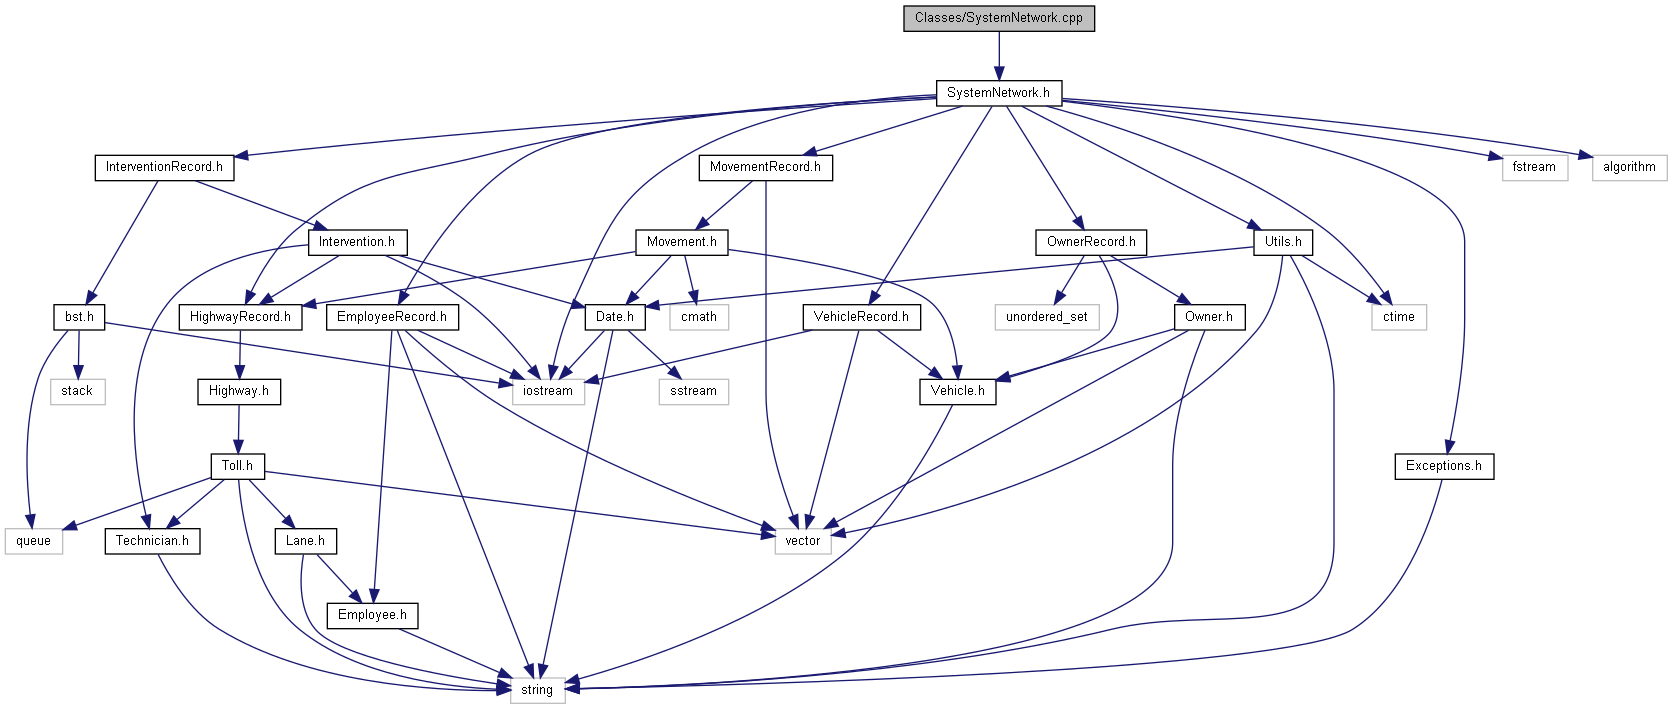 Classes/SystemNetwork.cpp
SystemNetwork.h
InterventionRecord.h
MovementRecord.h
fstream
algorithm
Intervention.h
Movement.h
OwnerRecord.h
Utils.h
bst.h
HighwayRecord.h
EmployeeRecord.h
Date.h
cmath
VehicleRecord.h
unordered_set
Owner.h
ctime
stack
Highway.h
iostream
sstream
Vehicle.h
Toll.h
Exceptions.h
queue
Technician.h
Lane.h
vector
Employee.h
string